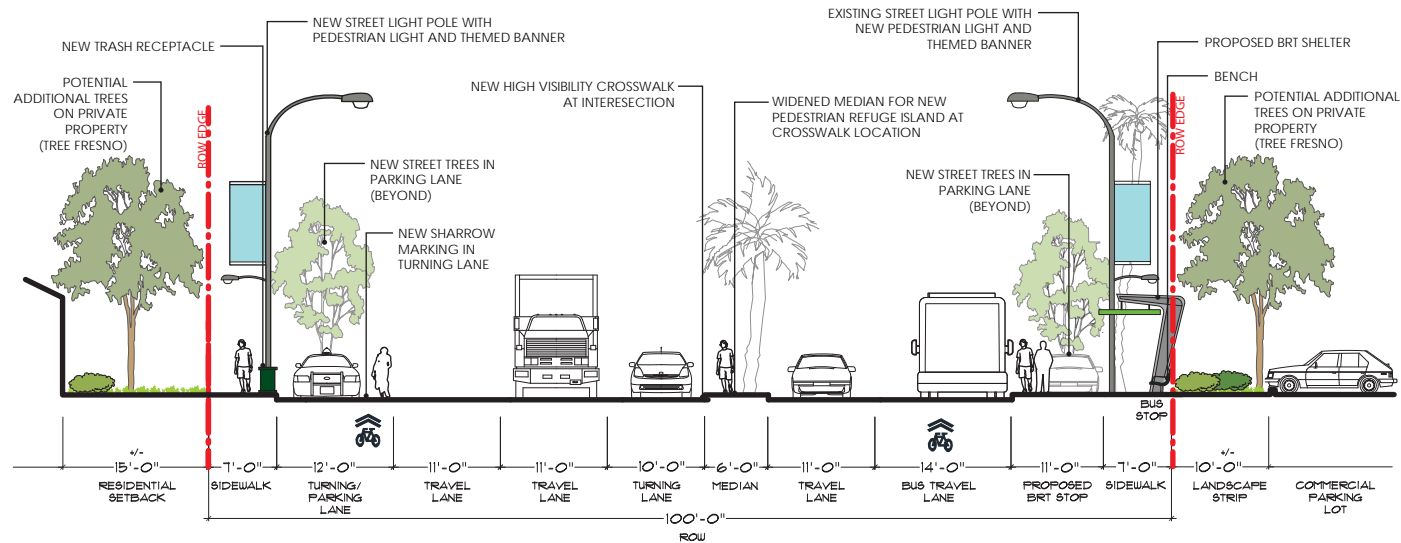 NEW STREET LIGHT POLE WITH
PEDESTRIAN LIGHT AND THEMED BANNER
NEW TRASH RECEPTACLE
POTENTIAL
ADDITIONAL TREES
ON PRIVATE
PROPERTY
(TREE FRESNO)
ROW EDGE
NEW STREET TREES IN
PARKING LANE
(BEYOND)
NEW SHARROW
MARKING IN
TURNING LANE
NEW HIGH VISIBILITY CROSSWALK
AT INTERESECTION
WIDENED MEDIAN FOR NEW
PEDESTRIAN REFUGE ISLAND AT
CROSSWALK LOCATION
EXISTING STREET LIGHT POLE WITH
NEW PEDESTRIAN LIGHT AND
THEMED BANNER
NEW STREET TREES IN
PARKING LANE
(BEYOND)
PROPOSED BRT SHELTER
BENCH
ROW EDGE
POTENTIAL ADDITIONAL
TREES ON PRIVATE
PROPERTY
(TREE FRESNO)
BUS
STOP
+/-
15'-0"
RESIDENTIAL
SETBACK
7'-0"
SIDEWALK
12'-0"
TURNING/
PARKING
LANE
11'-0"
TRAVEL
LANE
11'-0"
TRAVEL
LANE
10'-0"
TURNING
LANE
6'-0"
MEDIAN
11'-0"
TRAVEL
LANE
14'-0"
BUS TRAVEL
LANE
11'-0"
PROPOSED
BRT STOP
7'-0"
SIDEWALK
+/-
10'-0"
LANDSCAPE
STRIP
COMMERCIAL
PARKING
LOT
100'-0"
ROW